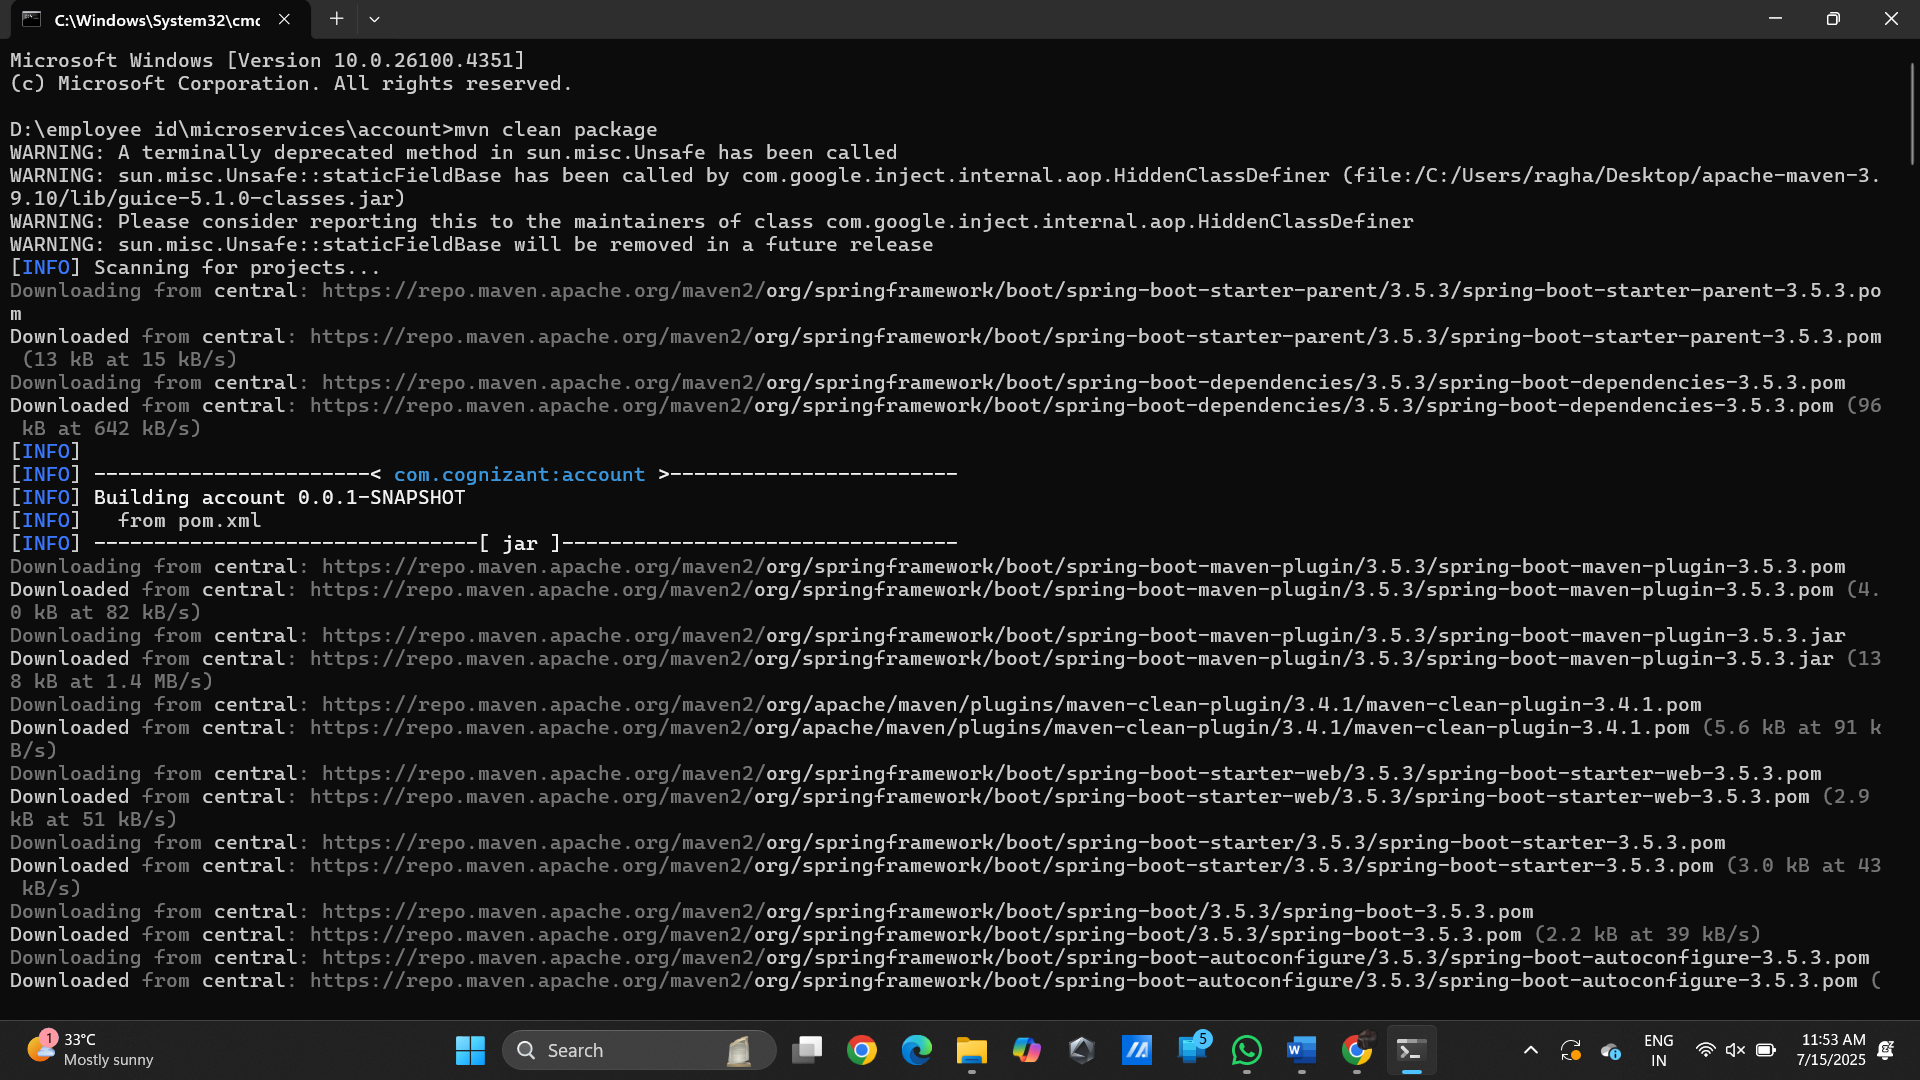 C:\Windows\System32\cmd
Microsoft Windows [Version 10.0.26100.4351]
(c) Microsoft Corporation. All rights reserved.
D:\employee id\microservices\account>mvn clean package
WARNING: A terminally deprecated method in sun.misc.Unsafe has been called
WARNING: sun.misc.Unsafe::staticFieldBase has been called by com.google.inject.internal.aop.HiddenClassDefiner (file:/C:/Users/ragha/Desktop/apache-maven-3.
9.10/lib/guice-5.1.0-classes.jar)
WARNING: Please consider reporting this to the maintainers of class com.google.inject.internal.aop.HiddenClassDefiner
WARNING: sun.misc.Unsafe::staticFieldBase will be removed in a future release
[INFO] Scanning for projects...
Downloading from central: https://repo.maven.apache.org/maven2/org/springframework/boot/spring-boot-starter-parent/3.5.3/spring-boot-starter-parent-3.5.3.po
m
Downloaded from central: https://repo.maven.apache.org/maven2/org/springframework/boot/spring-boot-starter-parent/3.5.3/spring-boot-starter-parent-3.5.3.pom
(13 kB at 15 kB/s)
Downloading from central: https://repo.maven.apache.org/maven2/org/springframework/boot/spring-boot-dependencies/3.5.3/spring-boot-dependencies-3.5.3.pom
Downloaded from central: https://repo.maven.apache.org/maven2/org/springframework/boot/spring-boot-dependencies/3.5.3/spring-boot-dependencies-3.5.3.pom (96
kB at 642 kB/s)
[INFO]
[INFO] -----------------------< com.cognizant:account >------------------------
[INFO] Building account 0.0.1-SNAPSHOT
[INFO]   from pom.xml
[INFO] --------------------------------[ jar ]---------------------------------
Downloading from central: https://repo.maven.apache.org/maven2/org/springframework/boot/spring-boot-maven-plugin/3.5.3/spring-boot-maven-plugin-3.5.3.pom
Downloaded from central: https://repo.maven.apache.org/maven2/org/springframework/boot/spring-boot-maven-plugin/3.5.3/spring-boot-maven-plugin-3.5.3.pom (4.
0 kB at 82 kB/s)
Downloading from central: https://repo.maven.apache.org/maven2/org/springframework/boot/spring-boot-maven-plugin/3.5.3/spring-boot-maven-plugin-3.5.3.jar
Downloaded from central: https://repo.maven.apache.org/maven2/org/springframework/boot/spring-boot-maven-plugin/3.5.3/spring-boot-maven-plugin-3.5.3.jar (13
8 kB at 1.4 MB/s)
Downloading from central: https://repo.maven.apache.org/maven2/org/apache/maven/plugins/maven-clean-plugin/3.4.1/maven-clean-plugin-3.4.1.pom
Downloaded from central: https://repo.maven.apache.org/maven2/org/apache/maven/plugins/maven-clean-plugin/3.4.1/maven-clean-plugin-3.4.1.pom (5.6 kB at 91 k
B/s)
Downloading from central: https://repo.maven.apache.org/maven2/org/springframework/boot/spring-boot-starter-web/3.5.3/spring-boot-starter-web-3.5.3.pom
Downloaded from central: https://repo.maven.apache.org/maven2/org/springframework/boot/spring-boot-starter-web/3.5.3/spring-boot-starter-web-3.5.3.pom (2.9
kB at 51 kB/s)
Downloading from central: https://repo.maven.apache.org/maven2/org/springframework/boot/spring-boot-starter/3.5.3/spring-boot-starter-3.5.3.pom
Downloaded from central: https://repo.maven.apache.org/maven2/org/springframework/boot/spring-boot-starter/3.5.3/spring-boot-starter-3.5.3.pom (3.0 kB at 43
kB/s)
Downloading from central: https://repo.maven.apache.org/maven2/org/springframework/boot/spring-boot/3.5.3/spring-boot-3.5.3.pom
Downloaded from central: https://repo.maven.apache.org/maven2/org/springframework/boot/spring-boot/3.5.3/spring-boot-3.5.3.pom (2.2 kB at 39 kB/s)
Downloading from central: https://repo.maven.apache.org/maven2/org/springframework/boot/spring-boot-autoconfigure/3.5.3/spring-boot-autoconfigure-3.5.3.pom
Downloaded from central: https://repo.maven.apache.org/maven2/org/springframework/boot/spring-boot-autoconfigure/3.5.3/spring-boot-autoconfigure-3.5.3.pom (
1
33°C
Mostly sunny
Search
5
W
ENG
IN
11:53 AM
7/15/2025